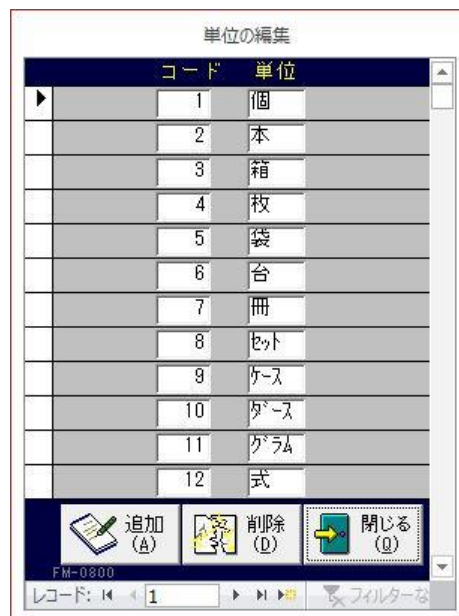 単位の編集
コード 単位
1 個
2 本
3 箱
4 枚
5 袋
6 台
7 冊
8 ｾｯﾄ
9 ｹｰｽ
10 ﾀﾞｰｽ
11 ｸﾞﾗﾑ
12 式
追加 削除 閉じる
(A) (D) (Q)
FM-0800
レコード: 1 フィルターな